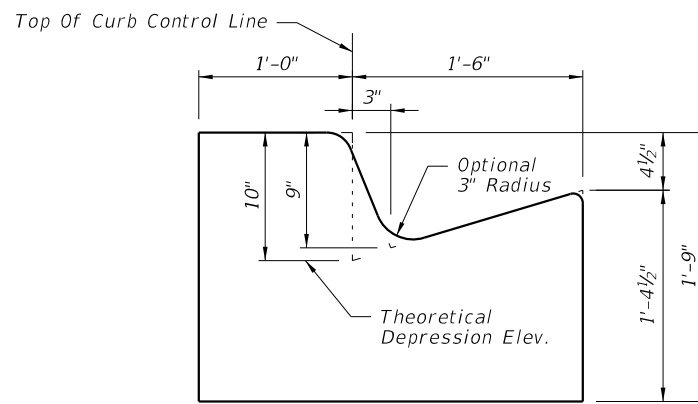 Top Of Curb Control Line
1'-0"
1'-6"
3"
Optional
3" Radius
4½"
10"
9"
1'-9"
1'-4½"
Theoretical
Depression Elev.